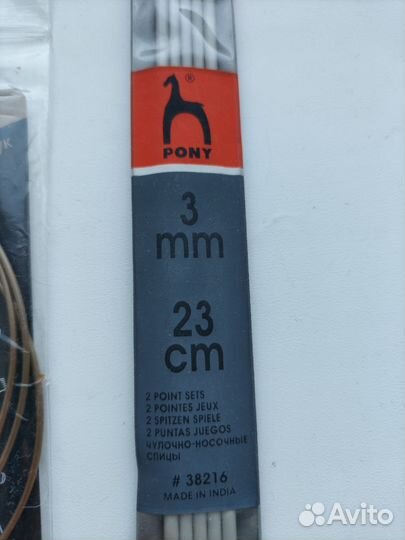 УК
®
PONY
3
mm
23
cm
2 POINT SETS
2 POINTES JEUX
2 SPITZEN SPIELE
2 PUNTAS JUEGOS
ЧУЛОЧНО-НОСОЧНЫЕ
СПИЦЫ
# 38216
MADE IN INDIA
Avito